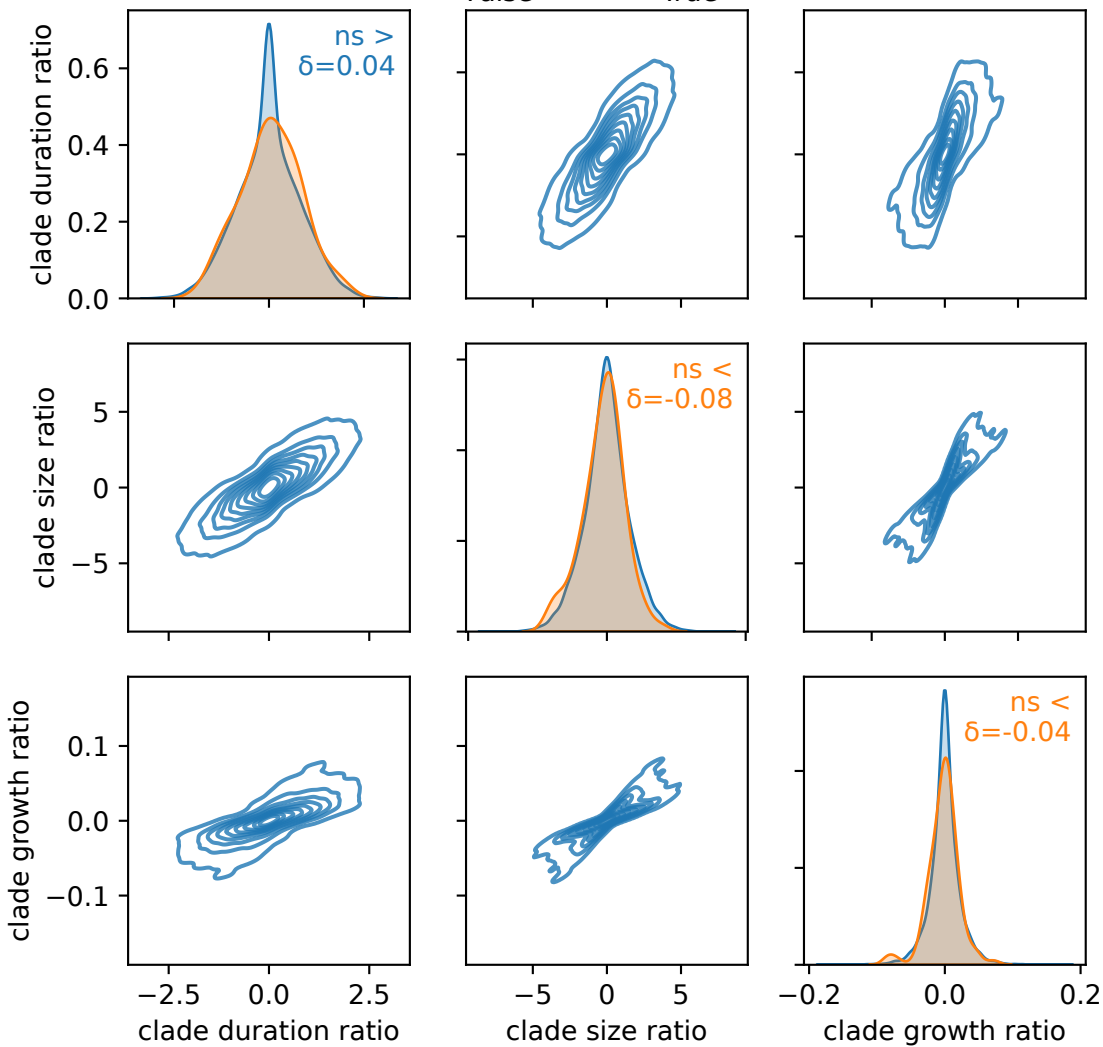 clade duration ratio
0.6
0.4
0.2
0.0
ns >
δ=0.04
clade size ratio
5
0
−5
ns <
δ=-0.08
clade growth ratio
0.1
0.0
−0.1
ns <
δ=-0.04
−2.5 0.0 2.5
−5 0 5
−0.2 0.0 0.2
clade duration ratio
clade size ratio
clade growth ratio